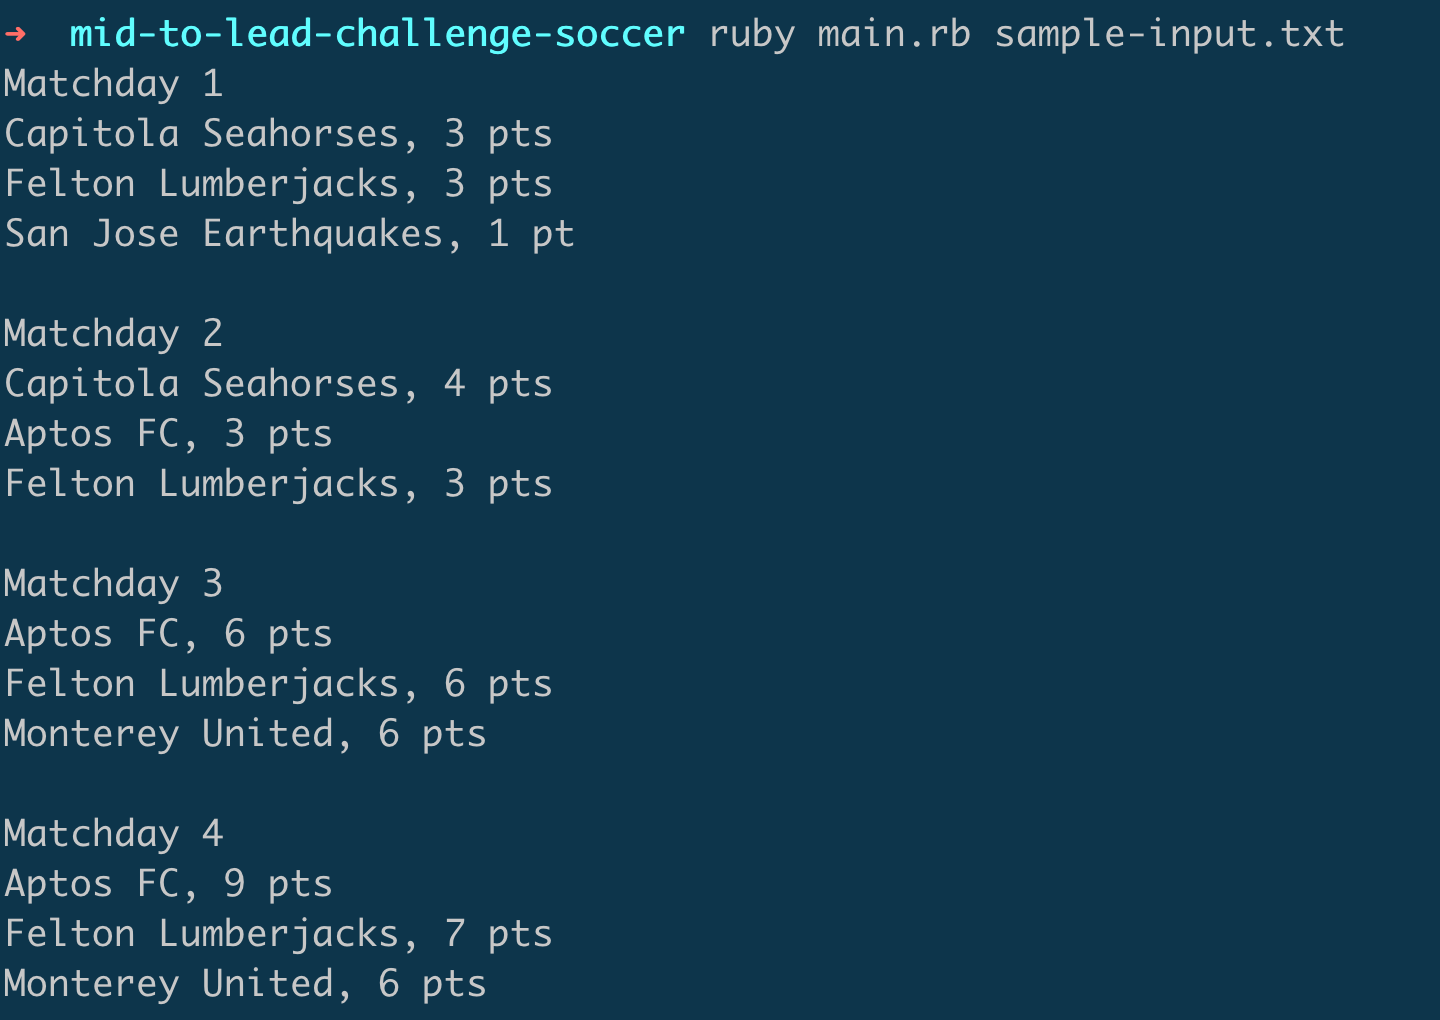 ➜ mid-to-lead-challenge-soccer ruby main.rb sample-input.txt
Matchday 1
Capitola Seahorses, 3 pts
Felton Lumberjacks, 3 pts
San Jose Earthquakes, 1 pt
Matchday 2
Capitola Seahorses, 4 pts
Aptos FC, 3 pts
Felton Lumberjacks, 3 pts
Matchday 3
Aptos FC, 6 pts
Felton Lumberjacks, 6 pts
Monterey United, 6 pts
Matchday 4
Aptos FC, 9 pts
Felton Lumberjacks, 7 pts
Monterey United, 6 pts